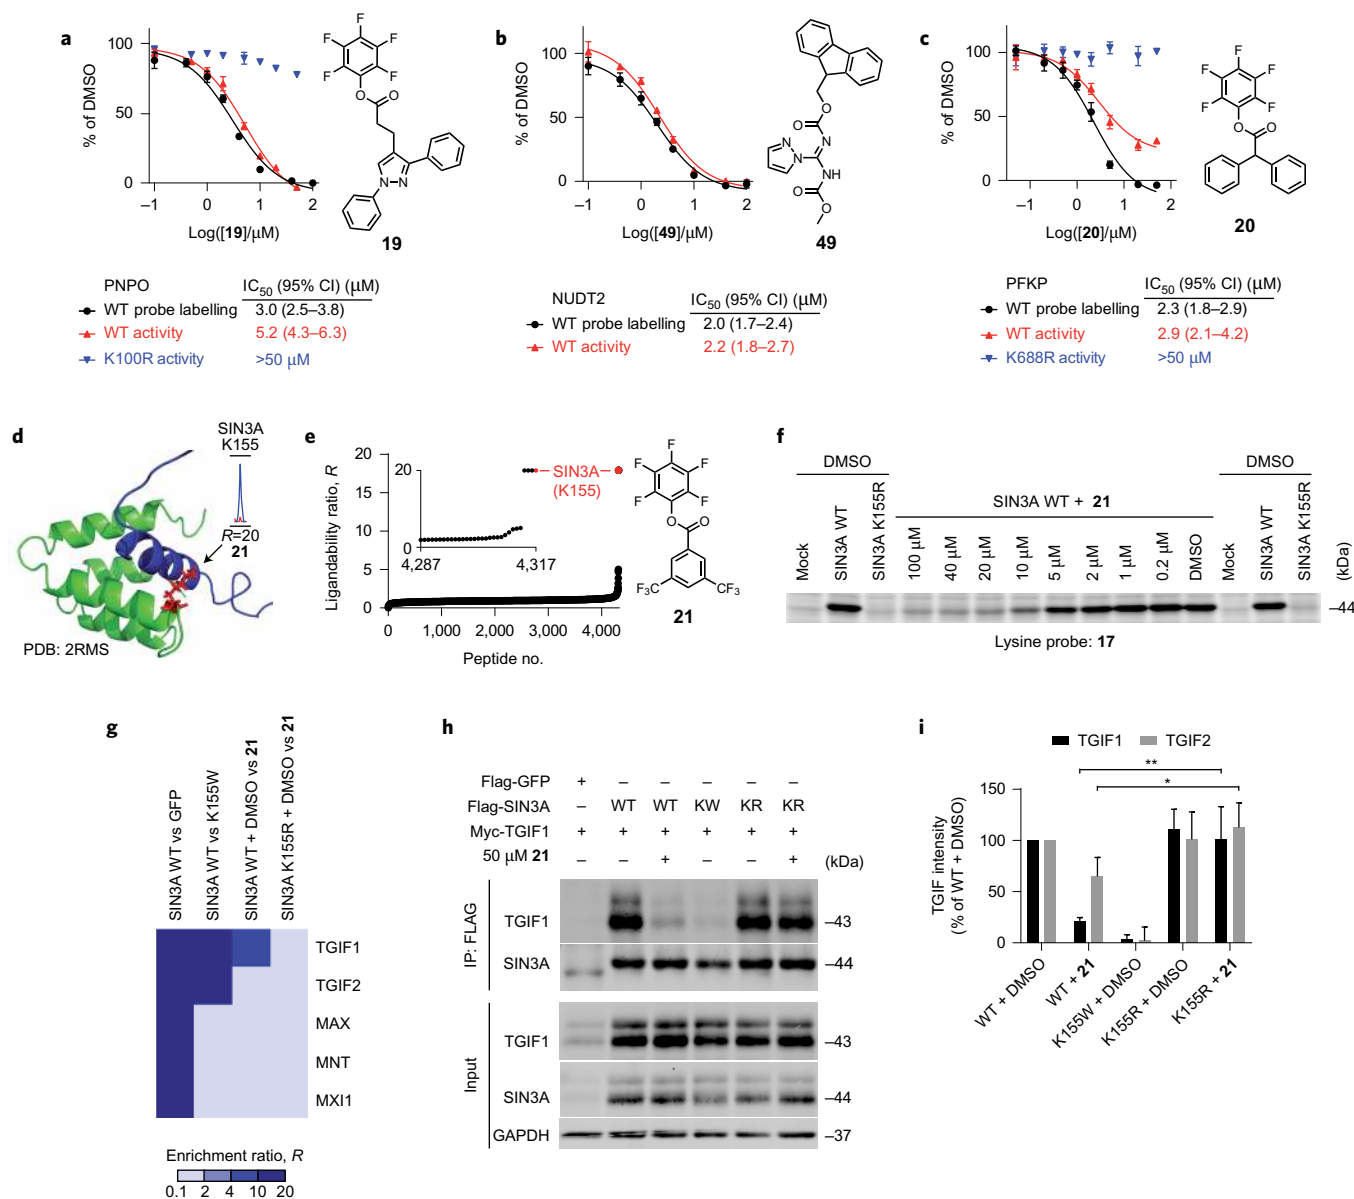 a
100
50
0
% of DMSO
–1 0 1 2
Log([19]/μM)
F
F F
F F
O O
N N
19
PNPO
IC50 (95% CI) (μM)
WT probe labelling 3.0 (2.5–3.8)
WT activity 5.2 (4.3–6.3)
K100R activity >50 μM
b
100
50
0
% of DMSO
–1 0 1 2
Log([49]/μM)
O
O N
N N
NH
O O
49
NUDT2
IC50 (95% CI) (μM)
WT probe labelling 2.0 (1.7–2.4)
WT activity 2.2 (1.8–2.7)
c
100
50
0
% of DMSO
–1 0 1 2
Log([20]/μM)
F
F F
F F
O O
20
PFKP
IC50 (95% CI) (μM)
WT probe labelling 2.3 (1.8–2.9)
WT activity 2.9 (2.1–4.2)
K688R activity >50 μM
d
SIN3A
K155
R=20
21
PDB: 2RMS
e
Ligandability ratio, R
20
15
10
5
0
0 1,000 2,000 3,000 4,000
Peptide no.
20
0
4,287 4,317
SIN3A
(K155)
F
F F
F F
O O
F3C CF3
21
f
DMSO
SIN3A WT + 21
DMSO
Mock
SIN3A WT
SIN3A K155R
100 μM
40 μM
20 μM
10 μM
5 μM
2 μM
1 μM
0.2 μM
DMSO
Mock
SIN3A WT
SIN3A K155R
(kDa)
–44
Lysine probe: 17
g
SIN3A WT vs GFP
SIN3A WT vs K155W
SIN3A WT + DMSO vs 21
SIN3A K155R + DMSO vs 21
TGIF1
TGIF2
MAX
MNT
MXI1
Enrichment ratio, R
0.1 2 4 10 20
h
Flag-GFP + – – – – –
Flag-SIN3A – WT WT KW KR KR
Myc-TGIF1 + + + + + +
50 μM 21 – – + – – +
(kDa)
IP: FLAG
TGIF1 –43
SIN3A –44
Input
TGIF1 –43
SIN3A –44
GAPDH –37
i
TGIF1 TGIF2
** 
*
150
100
50
0
TGIF intensity
(% of WT + DMSO)
WT + DMSO
WT + 21
K155W + DMSO
K155R + DMSO
K155R + 21